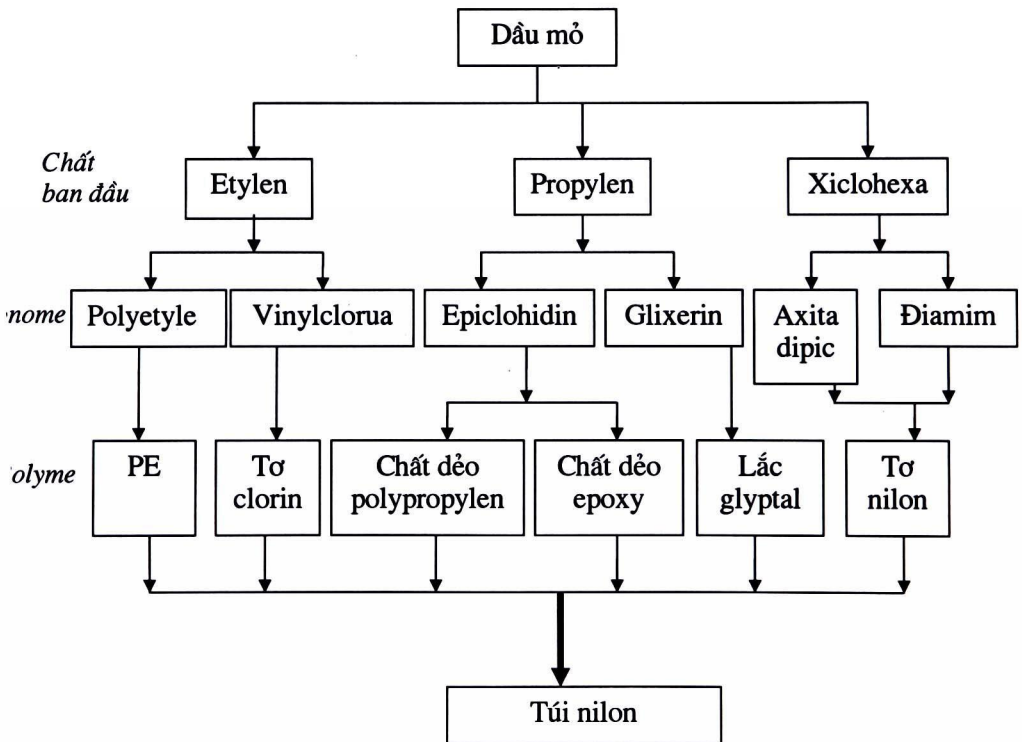 Dầu mỏ
Chất
ban đầu
Etylen
Propylen
Xiclohexa
nome
Polyetyle
Vinylclorua
Epiclohidin
Glixerin
Axita
dipic
Điamim
olyme
PE
Tơ
clorin
Chất dẻo
polypropylen
Chất dẻo
epoxy
Lắc
glyptal
Tơ
nilon
Túi nilon